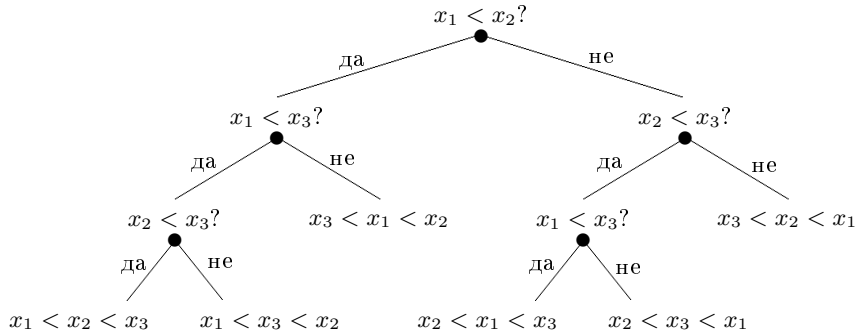 x₁ < x₂?
да не
x₁ < x₃? x₂ < x₃?
да не да не
x₂ < x₃? x₃ < x₁ < x₂ x₁ < x₃? x₃ < x₂ < x₁
да не да не
x₁ < x₂ < x₃ x₁ < x₃ < x₂ x₂ < x₁ < x₃ x₂ < x₃ < x₁